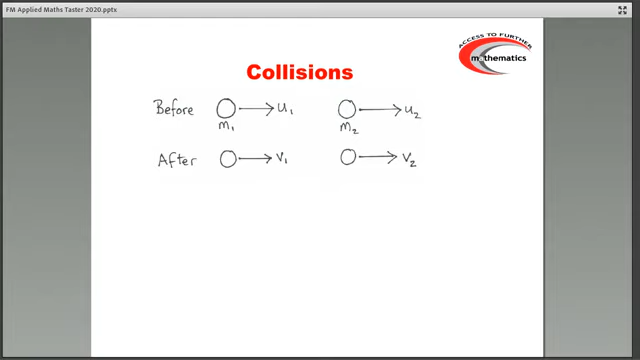 FM Applied Maths Taster 2020.pptx
ACCESS TO FURTHER
mathematics
Collisions
Before → u₁ → u₂
m₁ m₂
After → v₁ → v₂